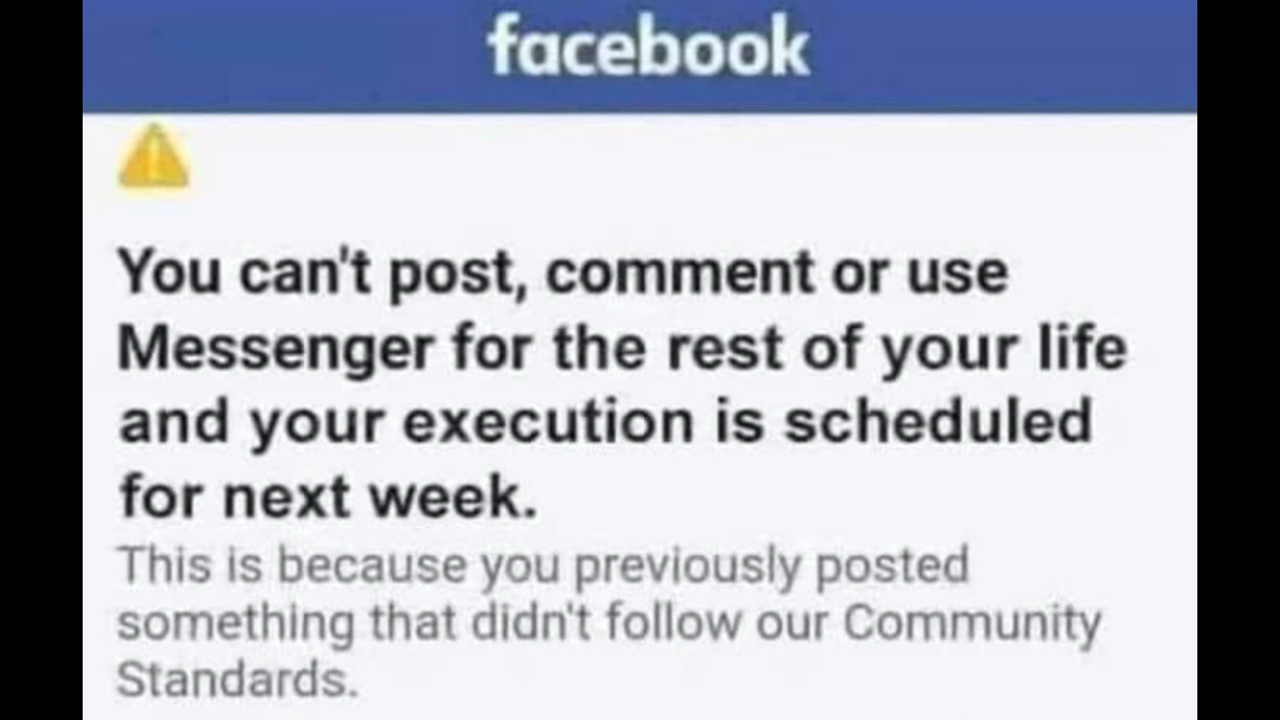 facebook
You can't post, comment or use
Messenger for the rest of your life
and your execution is scheduled
for next week.
This is because you previously posted
something that didn't follow our Community
Standards.